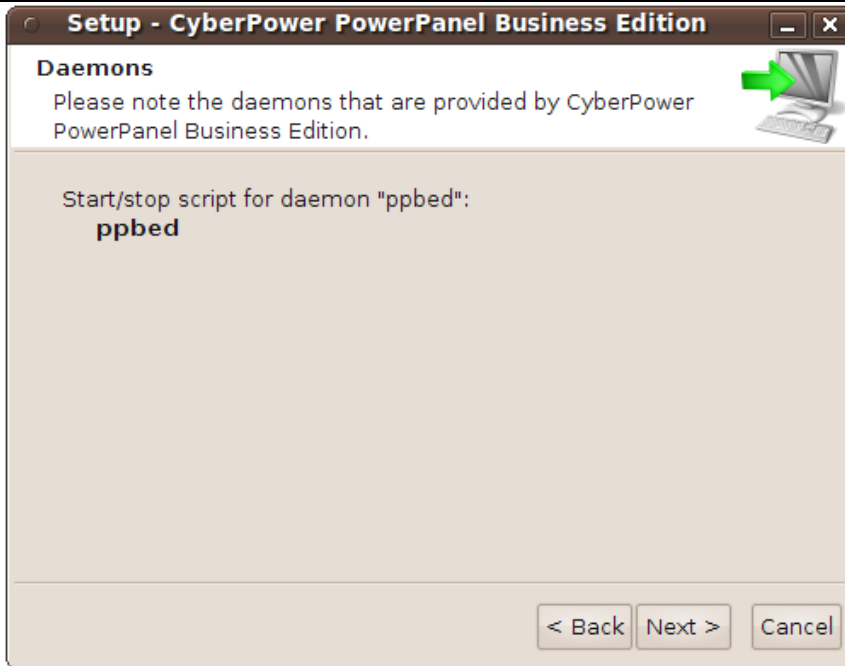 Setup - CyberPower PowerPanel Business Edition
Daemons
Please note the daemons that are provided by CyberPower
PowerPanel Business Edition.
Start/stop script for daemon "ppbed":
ppbed
< Back Next > Cancel